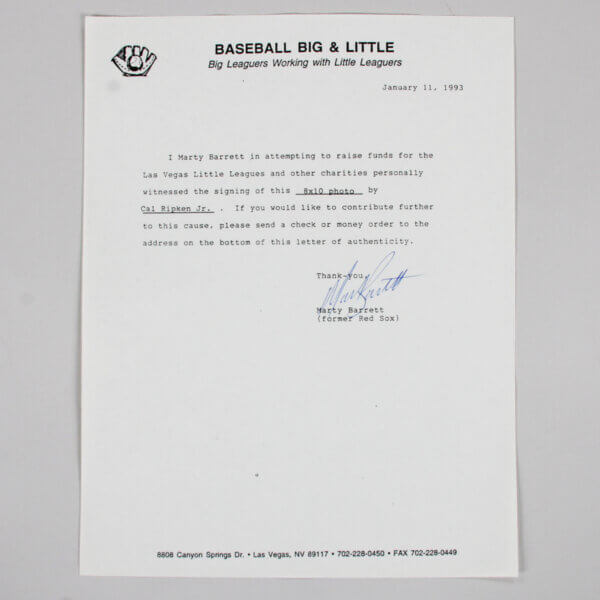 BASEBALL BIG & LITTLE
Big Leaguers Working with Little Leaguers
January 11, 1993
I Marty Barrett in attempting to raise funds for the
Las Vegas Little Leagues and other charities personally
witnessed the signing of this 8x10 photo by
Cal Ripken Jr. . If you would like to contribute further
to this cause, please send a check or money order to the
address on the bottom of this letter of authenticity.
Thank-you,
Marty Barrett
Marty Barrett
(former Red Sox)
8808 Canyon Springs Dr. • Las Vegas, NV 89117 • 702-228-0450 • FAX 702-228-0449